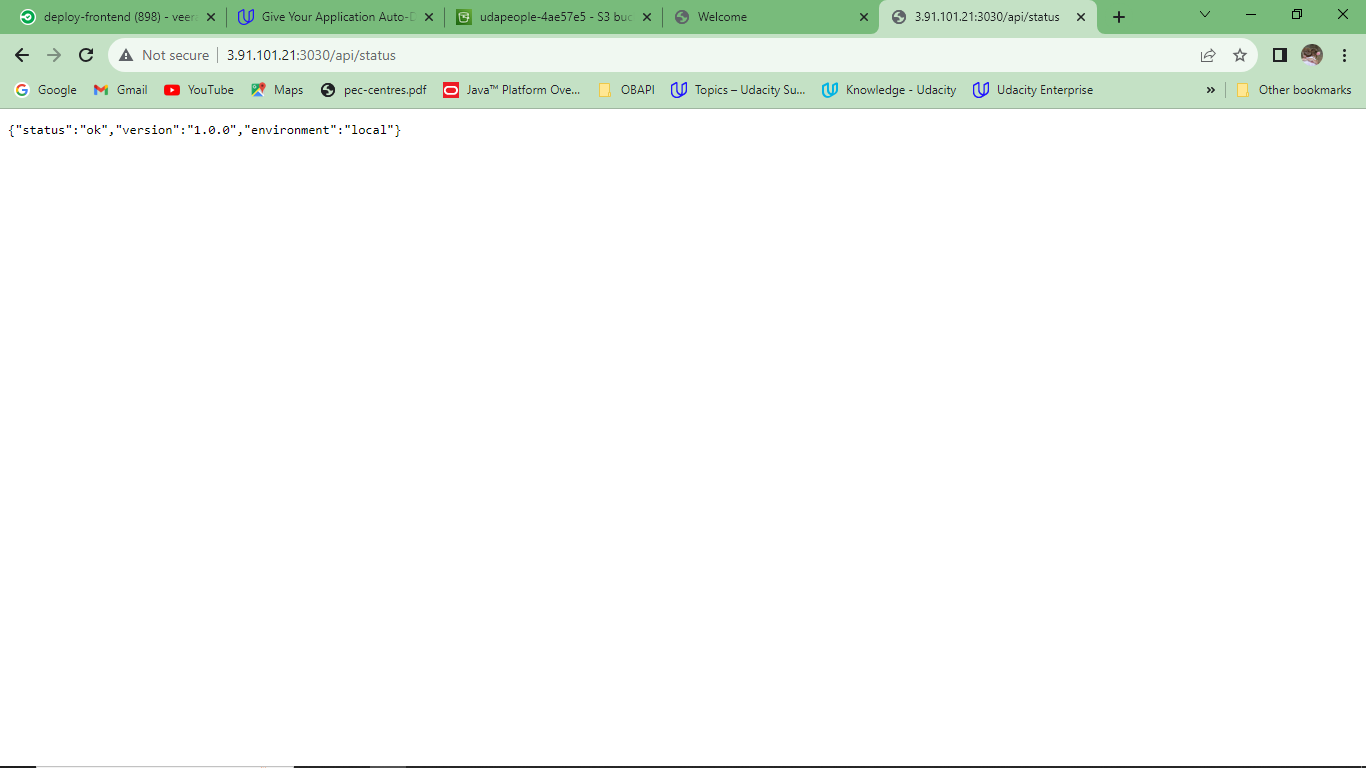 deploy-frontend (898) - veera
Give Your Application Auto-D
udapeople-4ae57e5 - S3 buc
Welcome
3.91.101.21:3030/api/status
Not secure
3.91.101.21:3030/api/status
Google
Gmail
YouTube
Maps
pec-centres.pdf
Java™ Platform Ove...
OBAPI
Topics – Udacity Su...
Knowledge - Udacity
Udacity Enterprise
»
Other bookmarks
{"status":"ok","version":"1.0.0","environment":"local"}